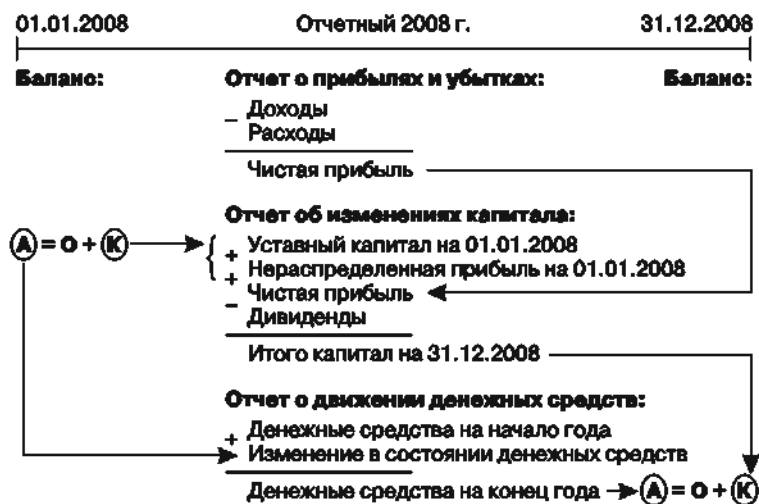 01.01.2008 Отчетный 2008 г. 31.12.2008
Баланс: Отчет о прибылях и убытках: Баланс:
– Доходы
Расходы
Чистая прибыль
Отчет об изменениях капитала:
А = О + К { + Уставный капитал на 01.01.2008
+ Нераспределенная прибыль на 01.01.2008
– Чистая прибыль
Дивиденды
Итого капитал на 31.12.2008
Отчет о движении денежных средств:
+ Денежные средства на начало года
Изменение в состоянии денежных средств
Денежные средства на конец года А = О + К